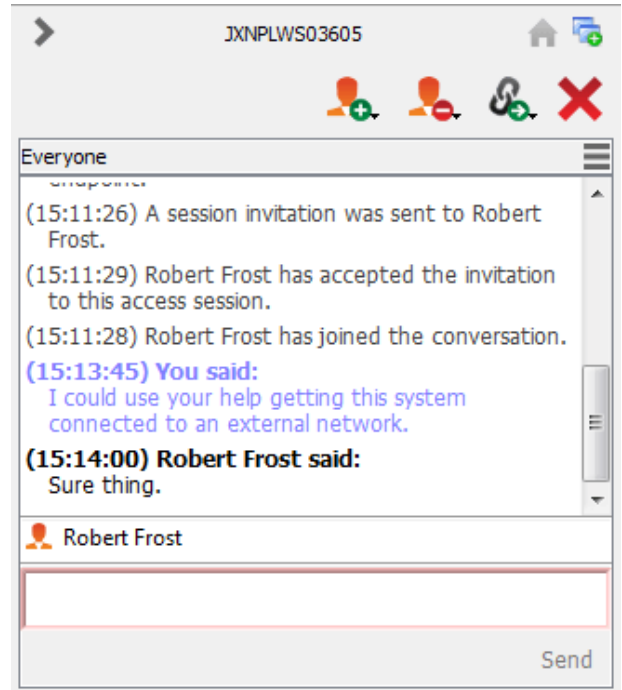 JXNPLWS03605
Everyone
(15:11:26) A session invitation was sent to Robert
Frost.
(15:11:29) Robert Frost has accepted the invitation
to this access session.
(15:11:28) Robert Frost has joined the conversation.
(15:13:45) You said:
I could use your help getting this system
connected to an external network.
(15:14:00) Robert Frost said:
Sure thing.
Robert Frost
Send